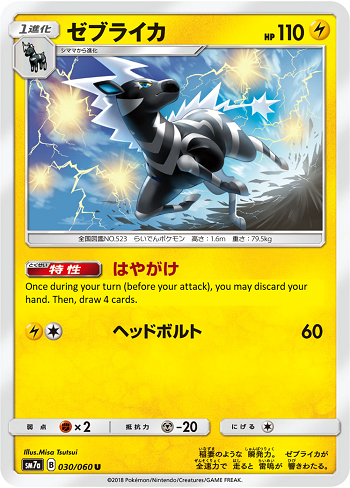 1進化
シママから進化
ゼブライカ
HP 110
全国図鑑NO.523 らいでんポケモン 高さ:1.6m 重さ:79.5kg
とくせい 特性 はやがけ
Once during your turn (before your attack), you may discard
your hand. Then, draw 4 cards.
ヘッドボルト 60
弱点 ×2 抵抗力 -20 にげる
Illus.Misa Tsutsui
SM7a B 030/060 U
稲妻のような 瞬発力。 ゼブライカが
全速力で 走ると 雷鳴が 響きわたる。
©2018 Pokémon/Nintendo/Creatures/GAME FREAK.